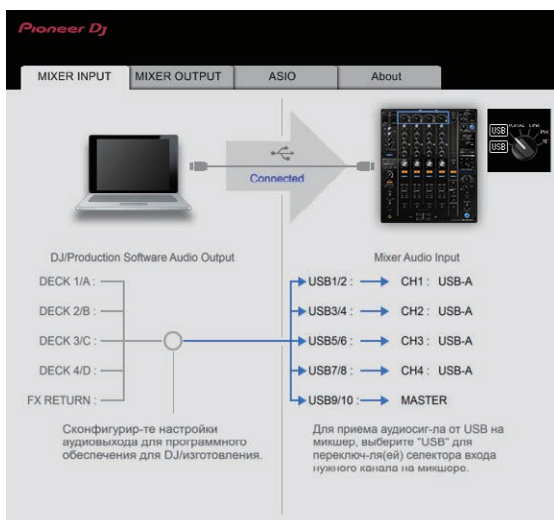 Pioneer Dj
MIXER INPUT MIXER OUTPUT ASIO About
USB
USB
Connected
DJ/Production Software Audio Output Mixer Audio Input
DECK 1/A : USB1/2 : CH1 : USB-A
DECK 2/B : USB3/4 : CH2 : USB-A
DECK 3/C : USB5/6 : CH3 : USB-A
DECK 4/D : USB7/8 : CH4 : USB-A
FX RETURN : USB9/10 : MASTER
Сконфигурир-те настройки
аудиовыхода для программного
обеспечения для DJ/изготовления.
Для приема аудиосиг-ла от USB на
микшер, выберите "USB" для
переключ-ля(ей) селектора входа
нужного канала на микшоро.